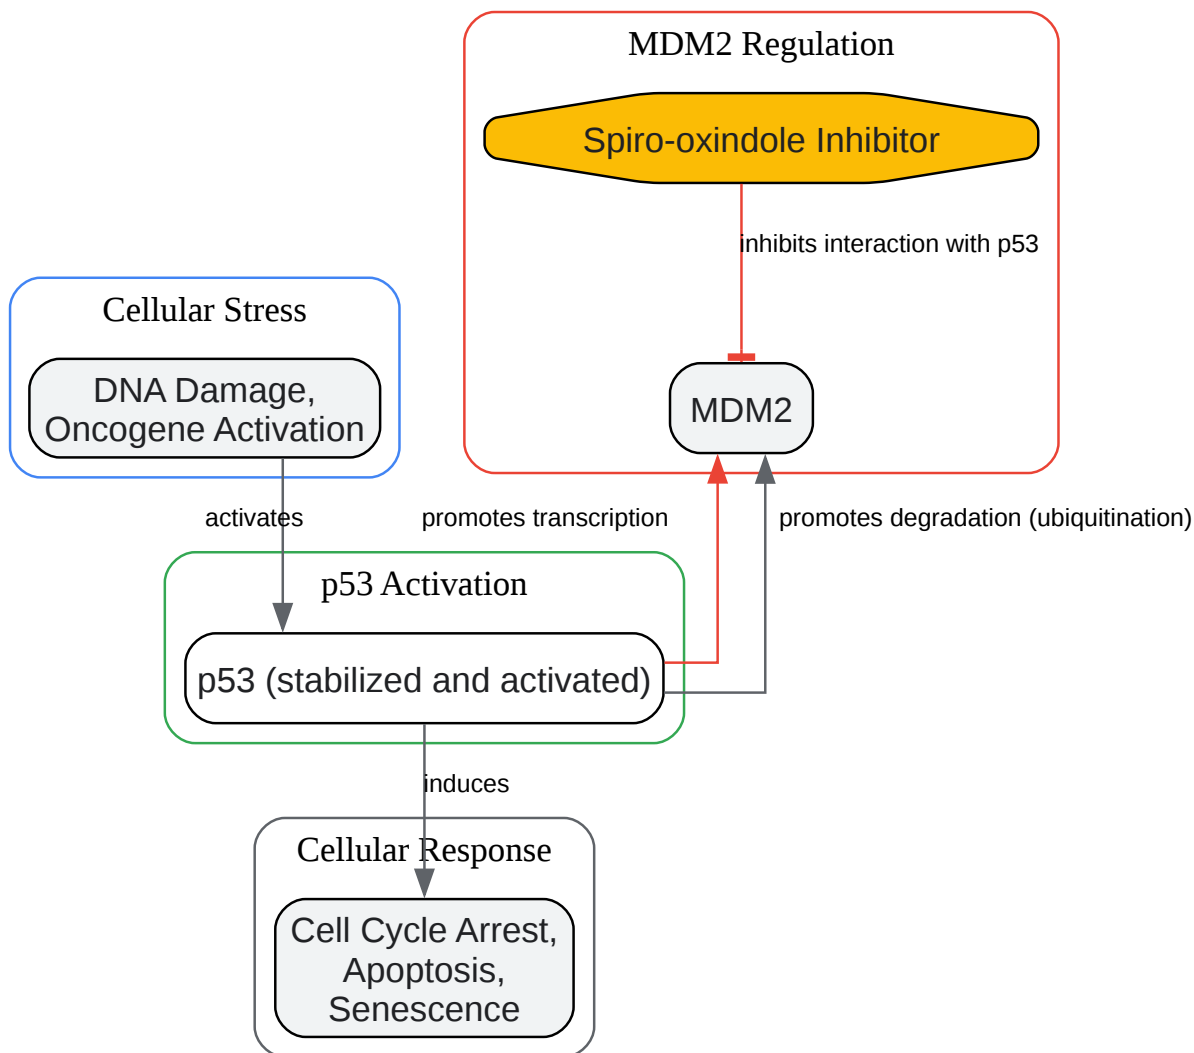 MDM2 Regulation
Spiro-oxindole Inhibitor
inhibits interaction with p53
Cellular Stress
DNA Damage,
Oncogene Activation
MDM2
activates
promotes transcription
promotes degradation (ubiquitination)
p53 Activation
p53 (stabilized and activated)
induces
Cellular Response
Cell Cycle Arrest,
Apoptosis,
Senescence